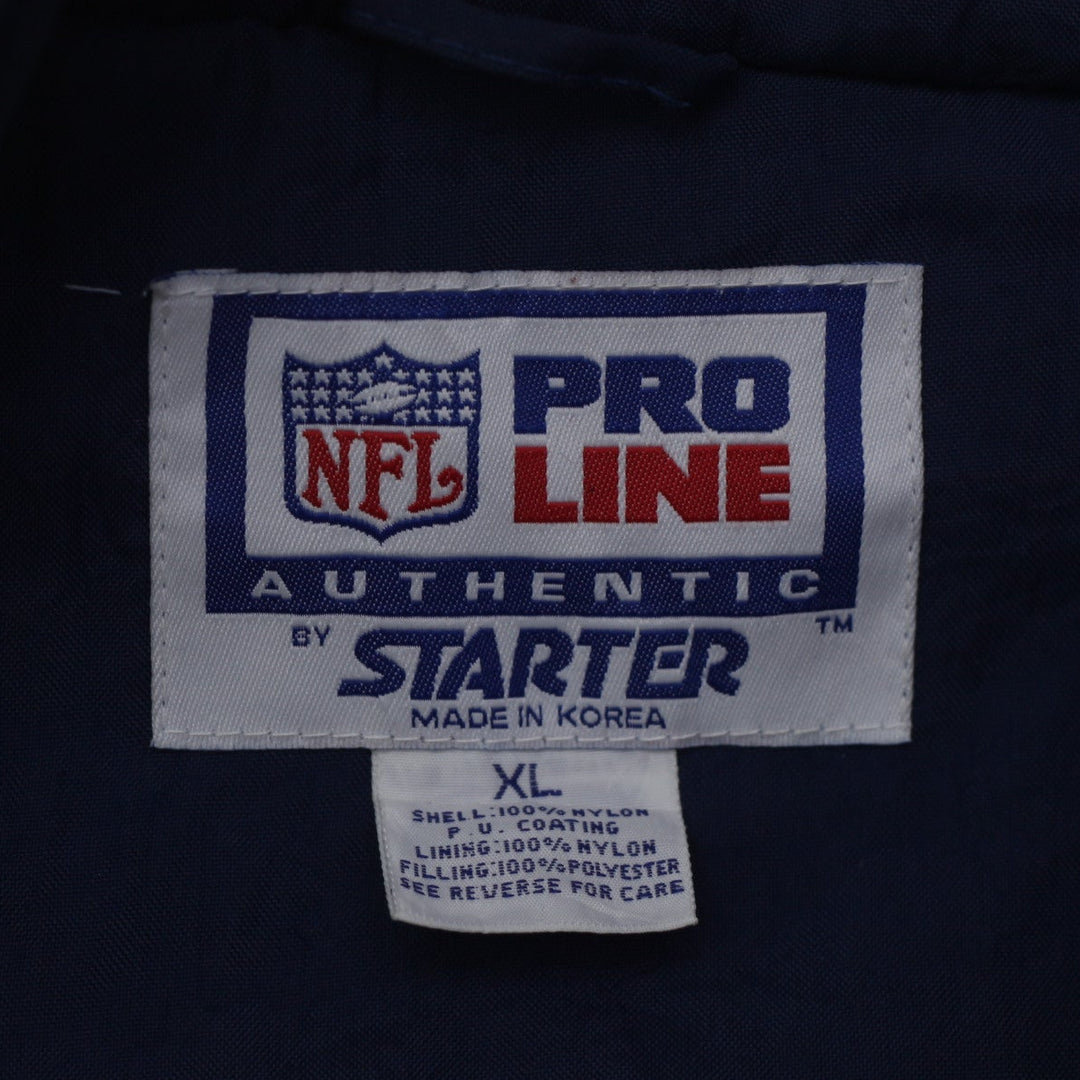 NFL
PRO
LINE
AUTHENTIC
BY STARTER ™
MADE IN KOREA
XL
SHELL:100% NYLON
P.U. COATING
LINING:100% NYLON
FILLING:100% POLYESTER
SEE REVERSE FOR CARE